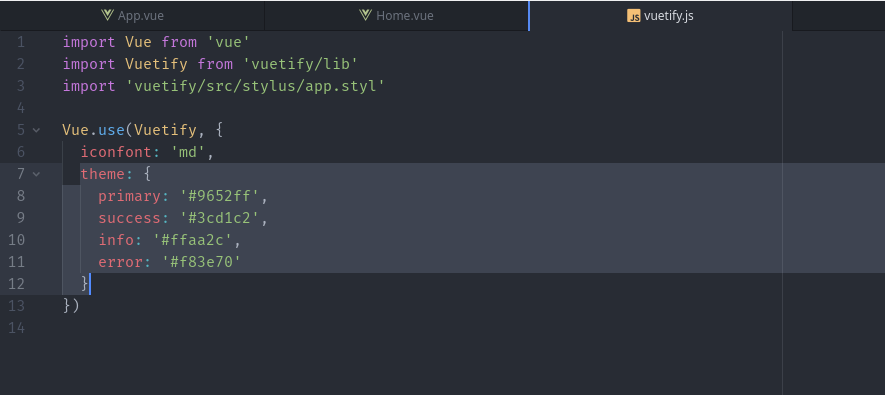 App.vue
Home.vue
JS vuetify.js
1 import Vue from 'vue'
2 import Vuetify from 'vuetify/lib'
3 import 'vuetify/src/stylus/app.styl'
4
5 Vue.use(Vuetify, {
6 iconfont: 'md',
7 theme: {
8 primary: '#9652ff',
9 success: '#3cd1c2',
10 info: '#ffaa2c',
11 error: '#f83e70'
12 }
13 })
14